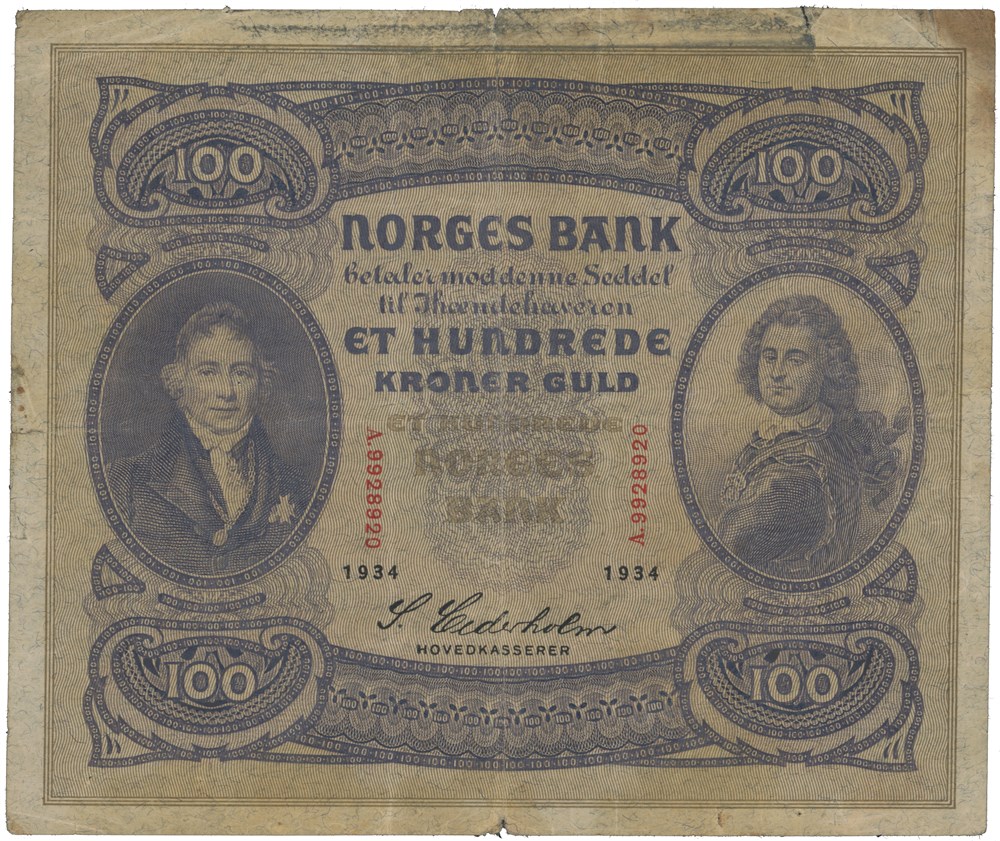 100
100
NORGES BANK
betaler mod denne Seddel
til Ihændehaveren
ET HUNDREDE
KRONER GULD
ET HUNDREDE
NORGES
BANK
A.9928920
A.9928920
1934
1934
S. Cederholm
HOVEDKASSERER
100
100